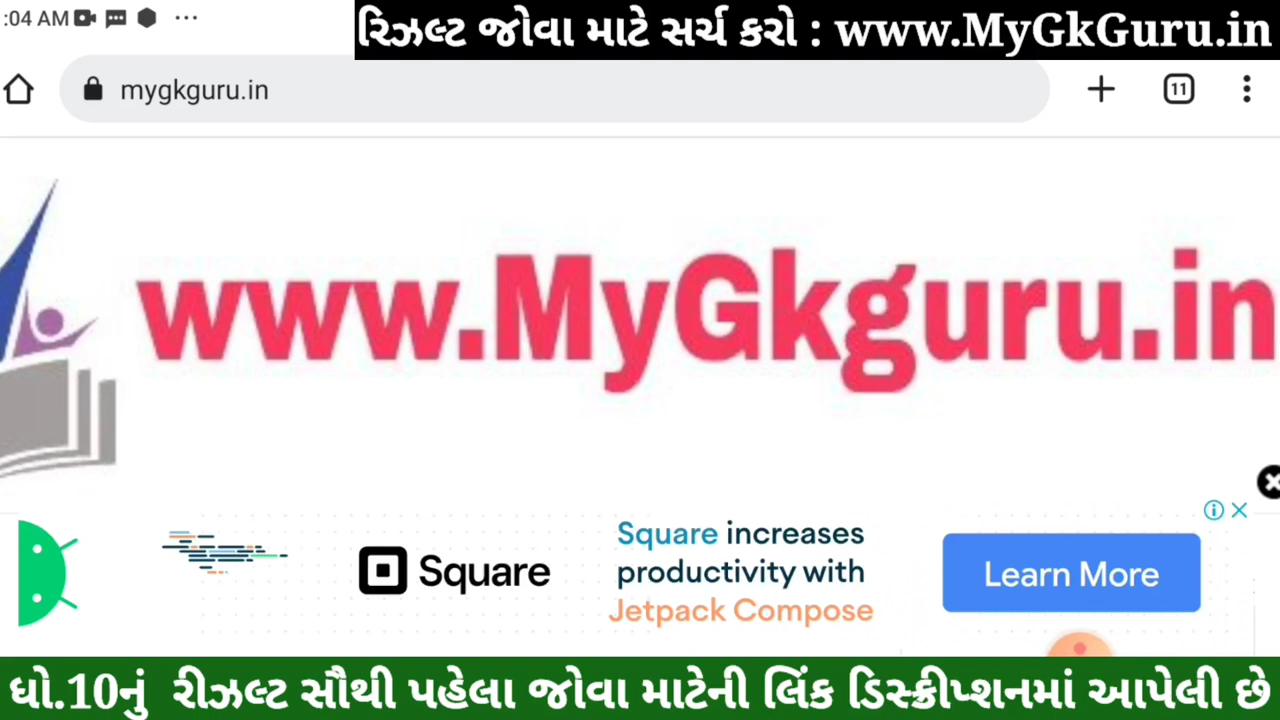 :04 AM
રિઝલ્ટ જોવા માટે સર્ચ કરો : www.MyGkGuru.in
mygkguru.in
11
www.MyGkguru.in
Square
Square increases
productivity with
Jetpack Compose
Learn More
ધો.10નું રીઝલ્ટ સૌથી પહેલા જોવા માટેની લિંક ડિસ્ક્રીપ્શનમાં આપેલી છે